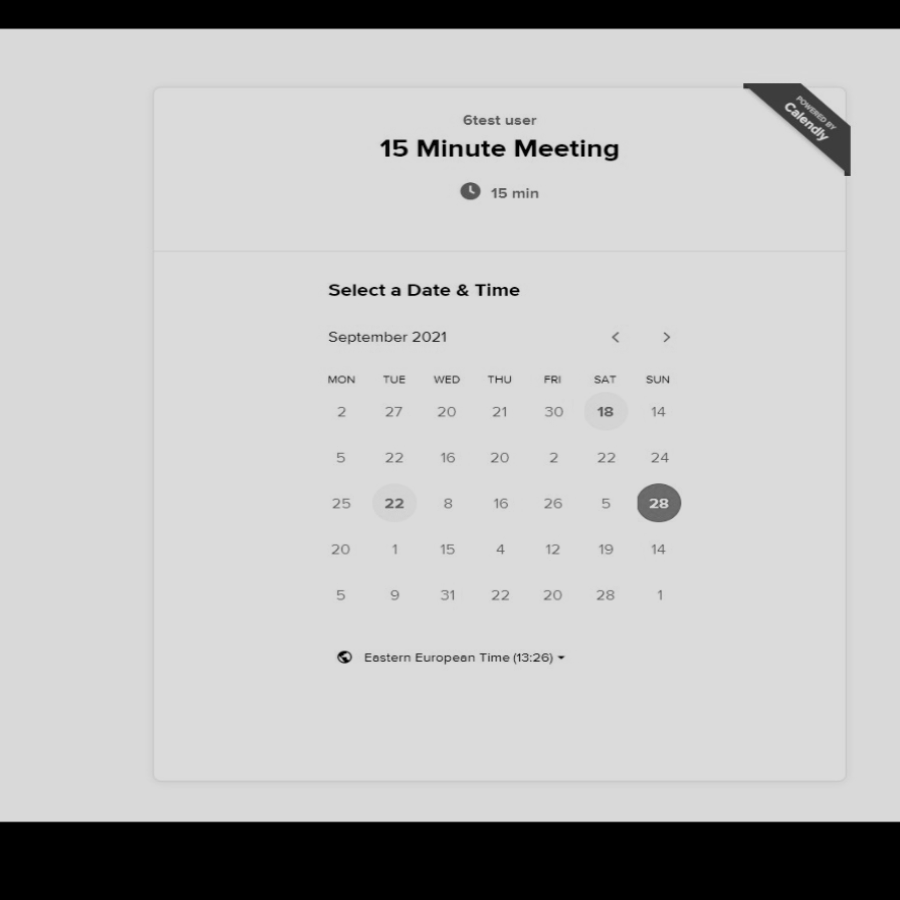 POWERED BY
Calendly
6test user
15 Minute Meeting
15 min
Select a Date & Time
September 2021
MON TUE WED THU FRI SAT SUN
2 27 20 21 30 18 14
5 22 16 20 2 22 24
25 22 8 16 26 5 28
20 1 15 4 12 19 14
5 9 31 22 20 28 1
Eastern European Time (13:26)